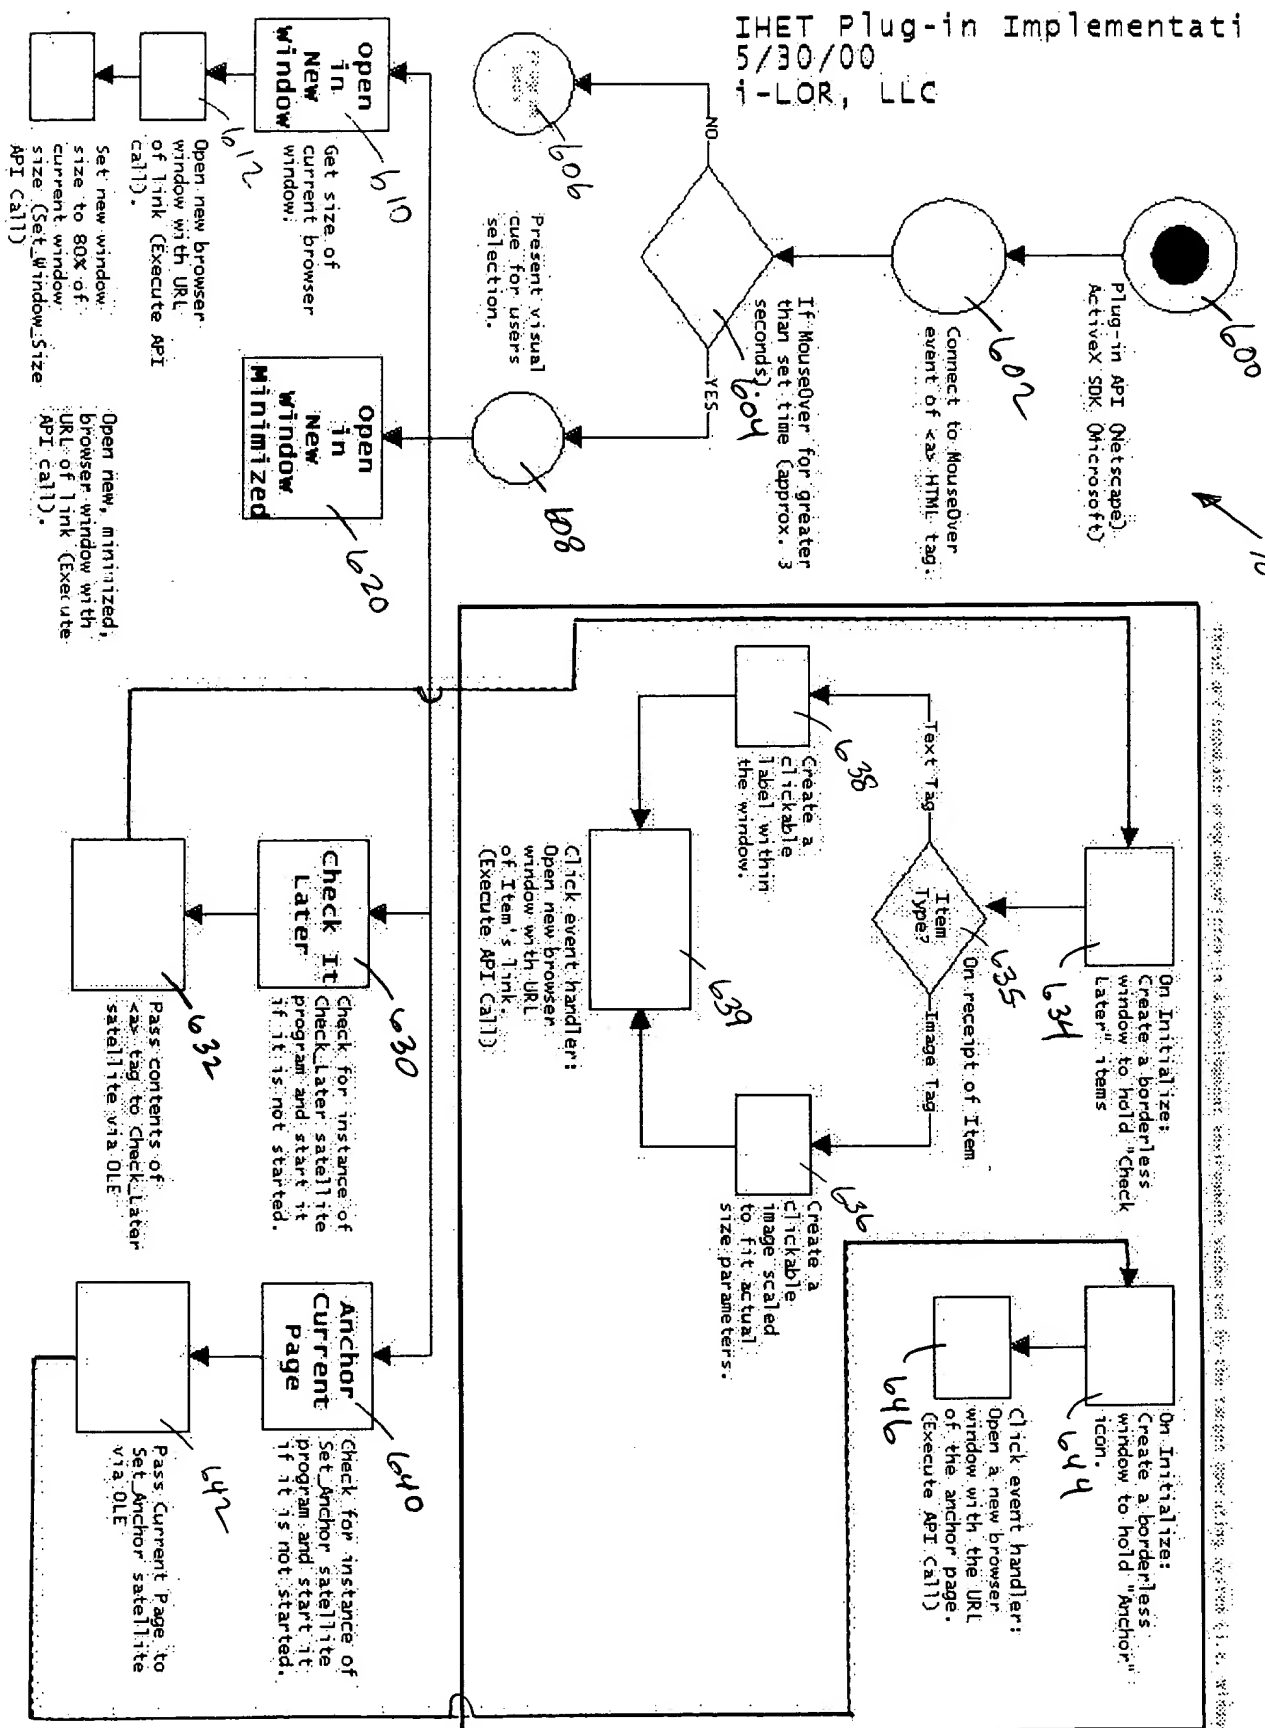 IHET Plug-in Implementati
5/30/00
i-LOR, LLC
10
600
Plug-in API (Netscape)
ActiveX SDK (Microsoft)
602
Connect to MouseOver
event of <a> HTML tag.
604
If MouseOver for greater
than set time (approx. 3
seconds).
NO
YES
606
608
Present visual
cue for users
selection.
open
in
New
window
610
Get size of
current browser
window.
612
Open new browser
window with URL
of link (Execute API
call).
Set new window
size to 80% of
current window
size (Set_Window_Size
API Call)
open
in
New
window
Minimized
620
Open new, minimized,
browser window with
URL of link (Execute
API call).
Check It
Later
630
Check for instance of
Check_Later satellite
program and start it
if it is not started.
632
Pass contents of
<a> tag to Check_Later
satellite via OLE
Anchor
Current
Page
640
Check for instance of
Set_Anchor satellite
program and start it
if it is not started.
642
Pass Current Page to
Set_Anchor satellite
via OLE
634
On Initialize:
Create a borderless
window to hold "Check
Later" items
635
Item
Type?
On receipt of Item
Text Tag
Image Tag
638
Create a
clickable
label within
the window.
636
Create a
clickable
image scaled
to fit actual
size parameters.
639
Click event handler:
Open new browser
window with URL
of Item's link.
(Execute API Call)
644
On Initialize:
Create a borderless
window to hold "Anchor"
icon.
646
Click event handler:
Open a new browser
window with the URL
of the anchor page.
(Execute API Call)